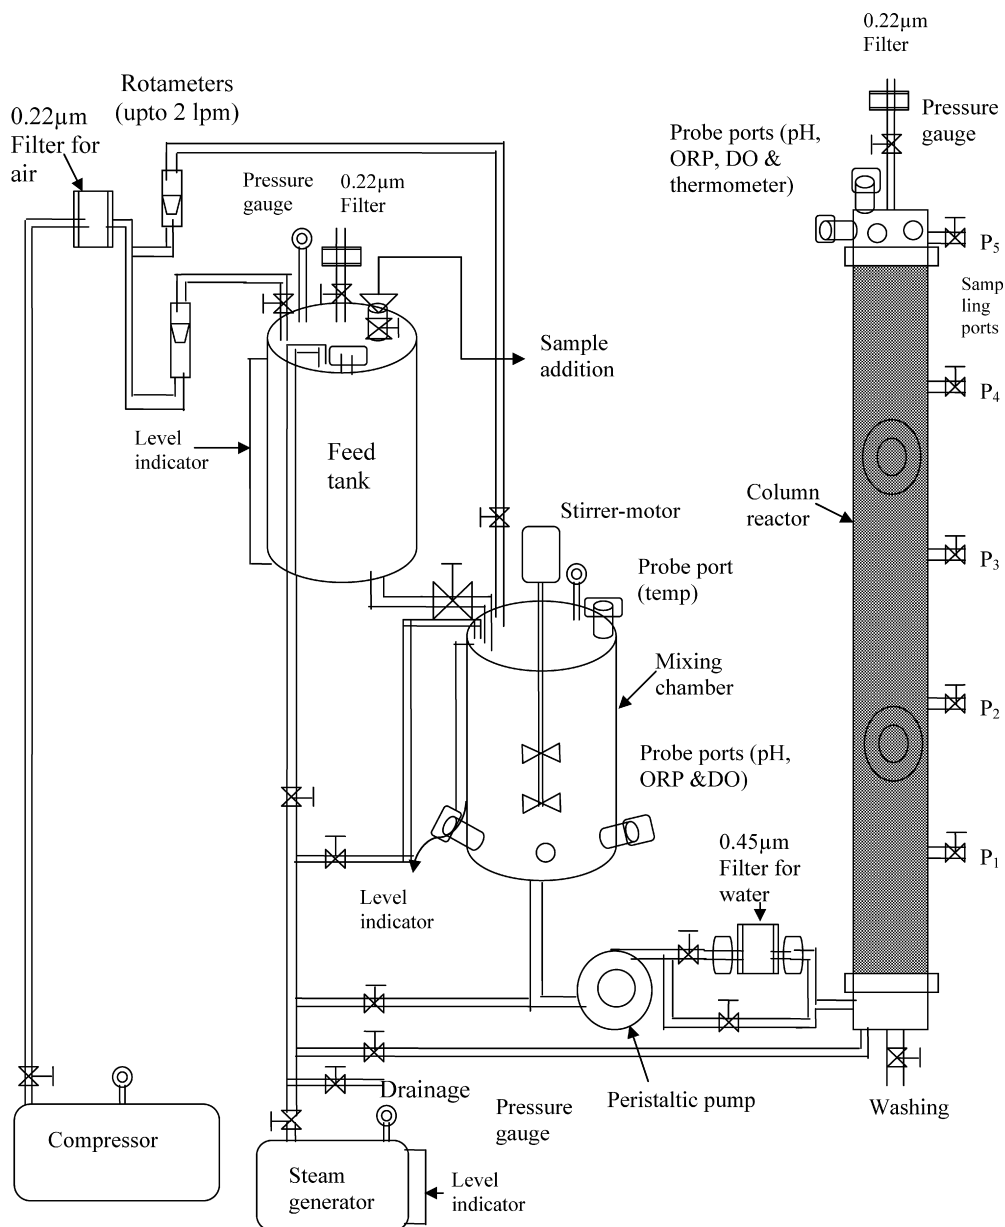 0.22µm
Filter
Rotameters
(upto 2 lpm)
0.22µm
Filter for
air
Pressure
gauge
Probe ports (pH,
ORP, DO &
thermometer)
Pressure
gauge
0.22µm
Filter
P5
Samp
ling
ports
Sample
addition
P4
Level
indicator
Feed
tank
Column
reactor
Stirrer-motor
P3
Probe port
(temp)
Mixing
chamber
P2
Probe ports (pH,
ORP &DO)
0.45µm
Filter for
water
P1
Level
indicator
Drainage
Pressure
gauge
Peristaltic pump
Washing
Compressor
Steam
generator
Level
indicator